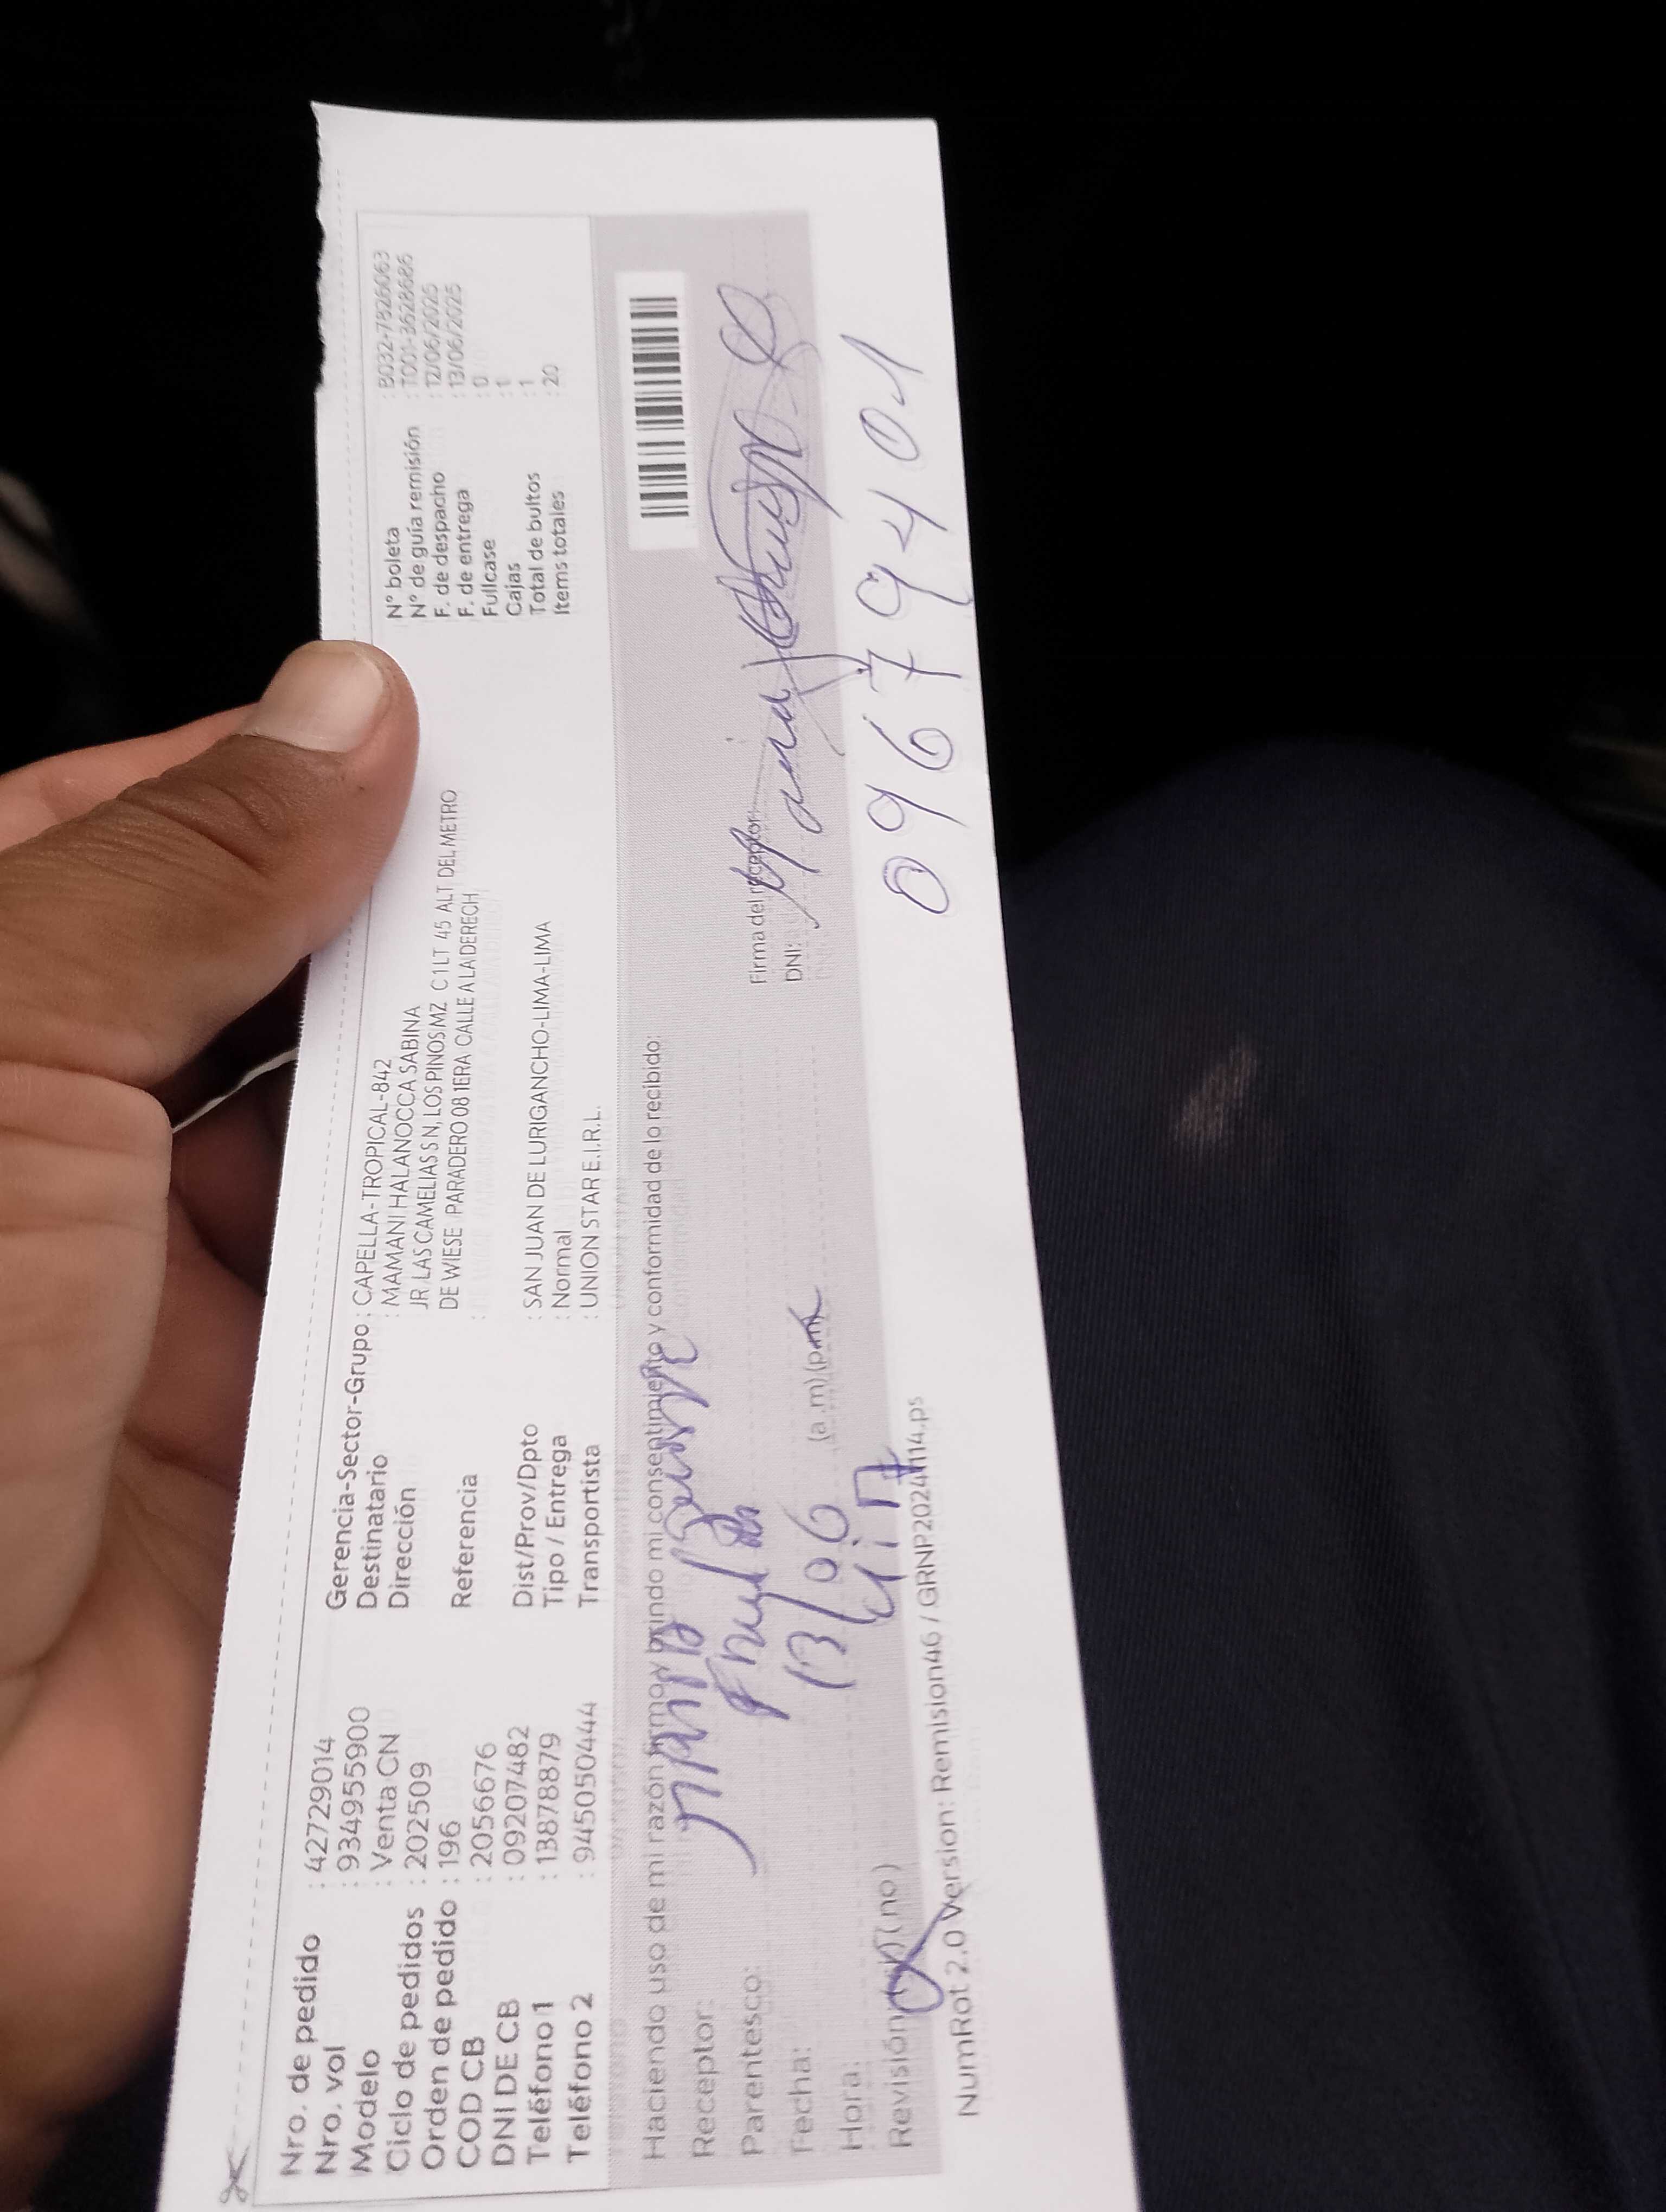 Nro. de pedido : 42729014
Nro. vol : 934955900
Modelo : Venta CN
Ciclo de pedidos : 202509
Orden de pedido : 196
COD CB : 2056676
DNI DE CB : 09207482
Teléfono 1 : 13878879
Teléfono 2 : 945050444
Gerencia-Sector-Grupo : CAPELLA-TROPICAL-842
Destinatario : MAMANI HALANOCCA SABINA
Dirección JR LAS CAMELIAS S N, LOS PINOS MZ C1 LT 45 ALT DEL METRO
DE WIESE PARADERO 08 1ERA CALLE A LA DERECH
Referencia :
Dist/Prov/Dpto : SAN JUAN DE LURIGANCHO-LIMA-LIMA
Tipo / Entrega : Normal
Transportista : UNION STAR E.I.R.L.
N° boleta : B032-7826063
N° de guía remisión : T001-3628686
F. de despacho : 12/06/2025
F. de entrega : 13/06/2025
Fullcase : 0
Cajas : 1
Total de bultos : 1
Items totales : 20
Haciendo uso de mi razón firmo y brindo mi consentimiento y conformidad de lo recibido:
Receptor:
Parentesco:
Fecha: 13/06
Hora: (a.m) (p.m)
Revisión (no)
Firma del receptor: Maria
DNI: 09679401
NumRot 2.0 Version: Remision46 / GRNP20241114.ps